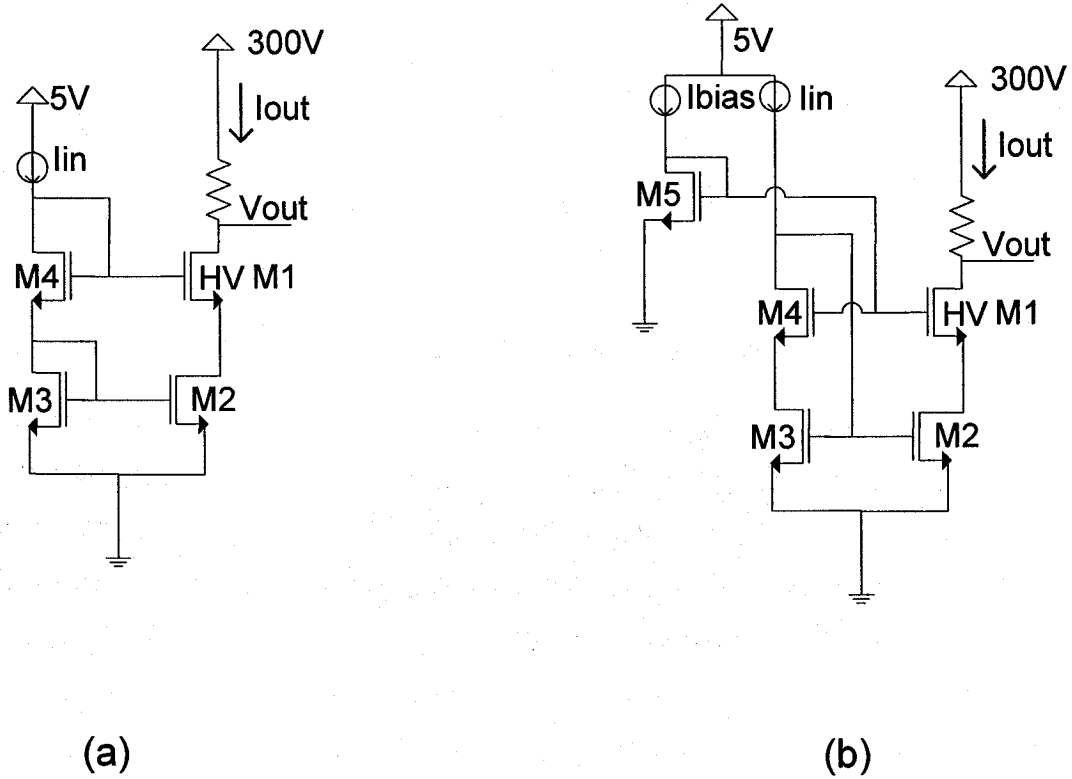 300V
5V
Iout
Iin
Vout
M4
HV M1
M3
M2
(a)
5V
300V
Ibias
Iin
Iout
M5
Vout
M4
HV M1
M3
M2
(b)